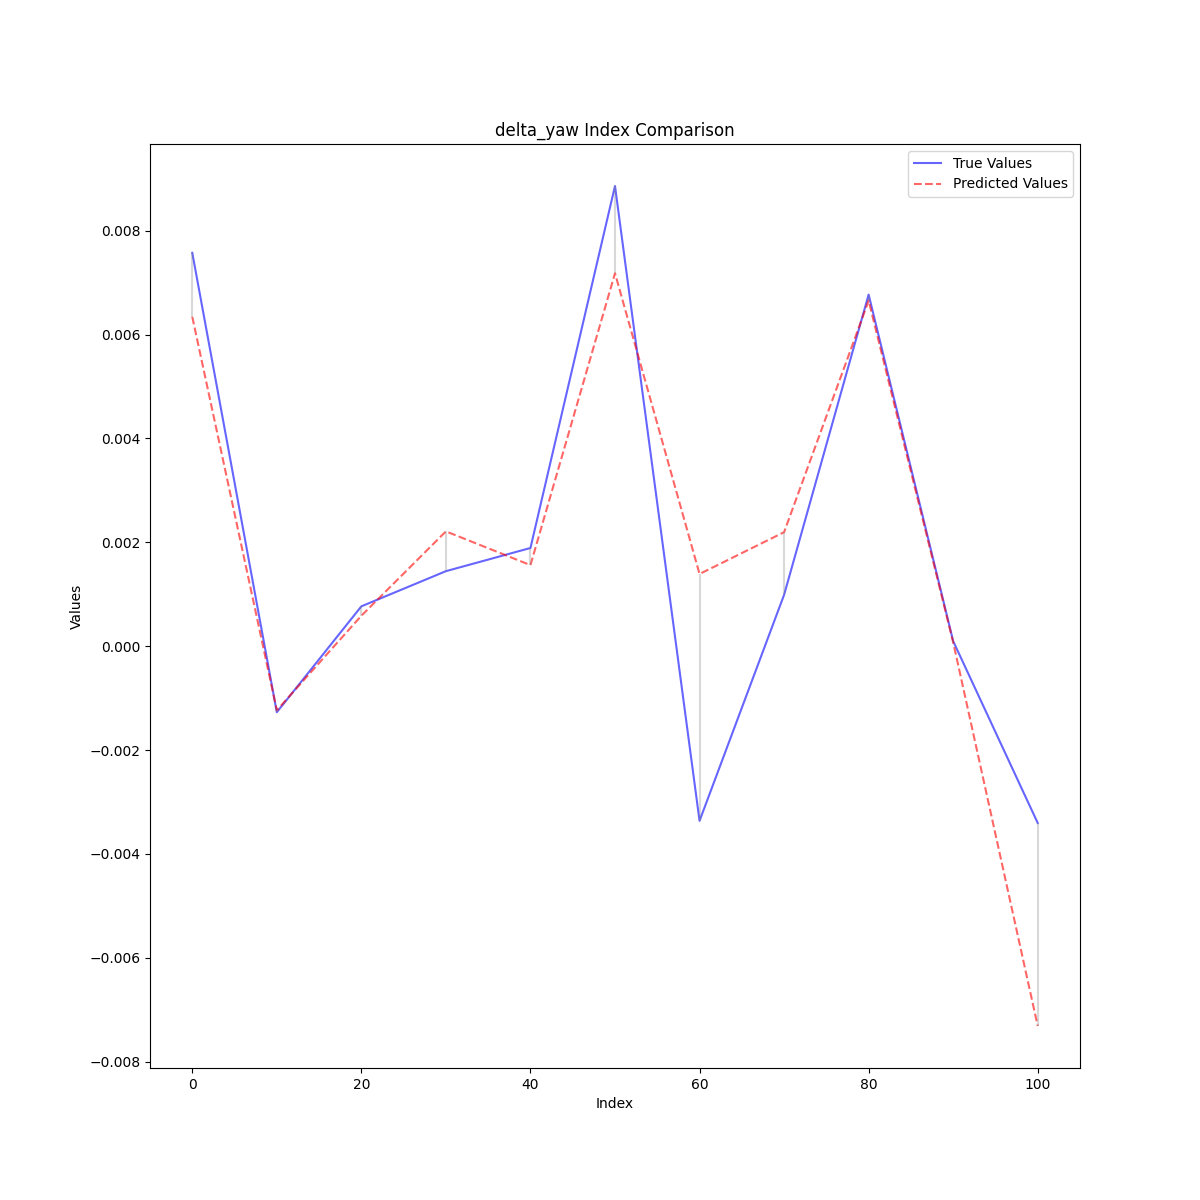 delta_yaw Index Comparison
True Values
Predicted Values
Values
0.008
0.006
0.004
0.002
0.000
−0.002
−0.004
−0.006
−0.008
0 20 40 60 80 100
Index